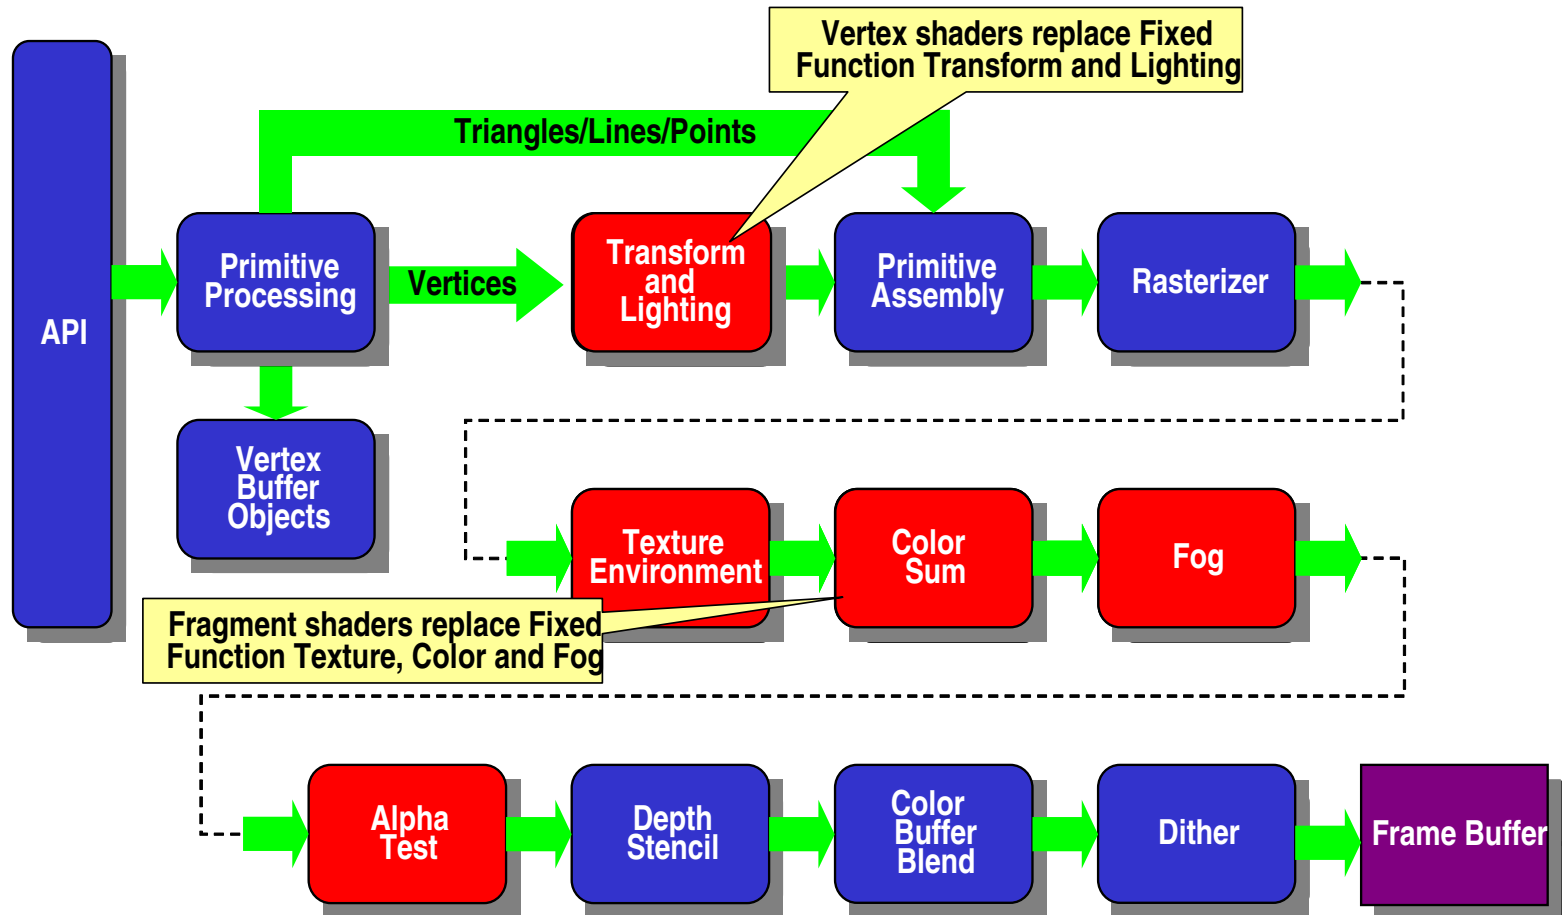 Vertex shaders replace Fixed
Function Transform and Lighting
Triangles/Lines/Points
API
Primitive
Processing
Vertices
Transform
and
Lighting
Primitive
Assembly
Rasterizer
Vertex
Buffer
Objects
Texture
Environment
Color
Sum
Fog
Fragment shaders replace Fixed
Function Texture, Color and Fog
Alpha
Test
Depth
Stencil
Color
Buffer
Blend
Dither
Frame Buffer